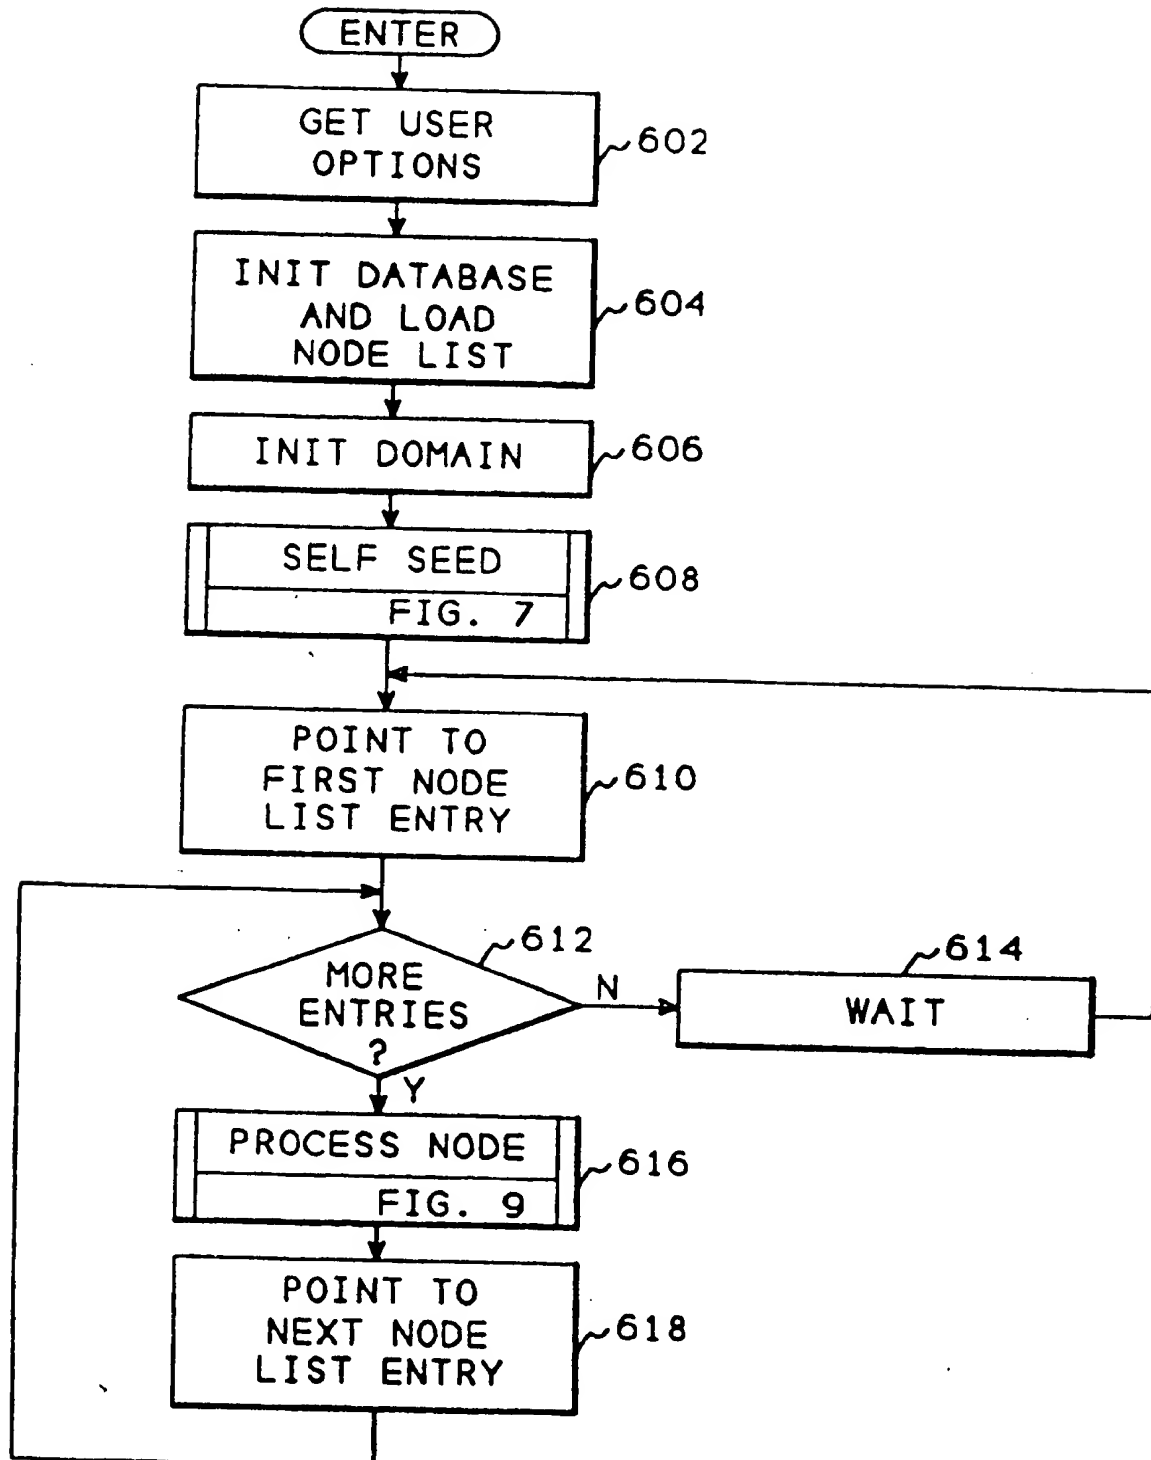 ENTER
GET USER
OPTIONS
602
INIT DATABASE
AND LOAD
NODE LIST
604
INIT DOMAIN
606
SELF SEED
FIG. 7
608
POINT TO
FIRST NODE
LIST ENTRY
610
MORE
ENTRIES
?
612
N
614
WAIT
Y
PROCESS NODE
FIG. 9
616
POINT TO
NEXT NODE
LIST ENTRY
618